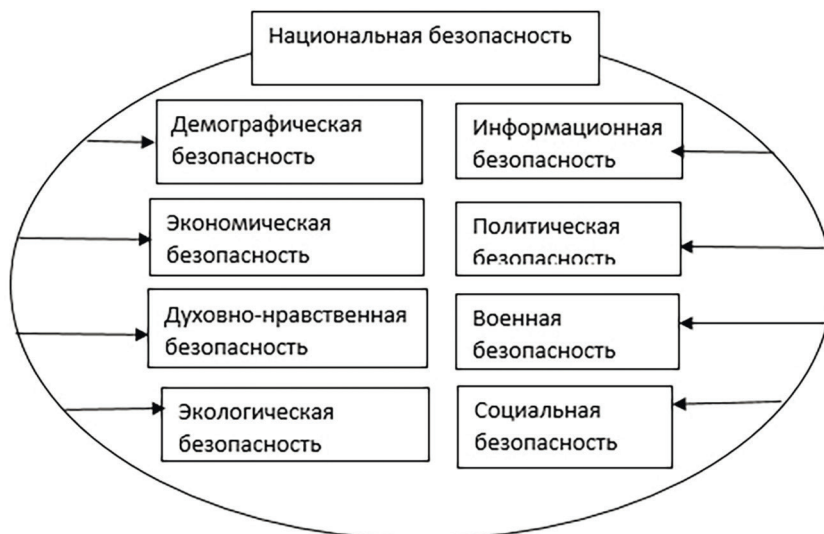 Национальная безопасность
Демографическая
безопасность
Экономическая
безопасность
Духовно-нравственная
безопасность
Экологическая
безопасность
Информационная
безопасность
Политическая
безопасность
Военная
безопасность
Социальная
безопасность